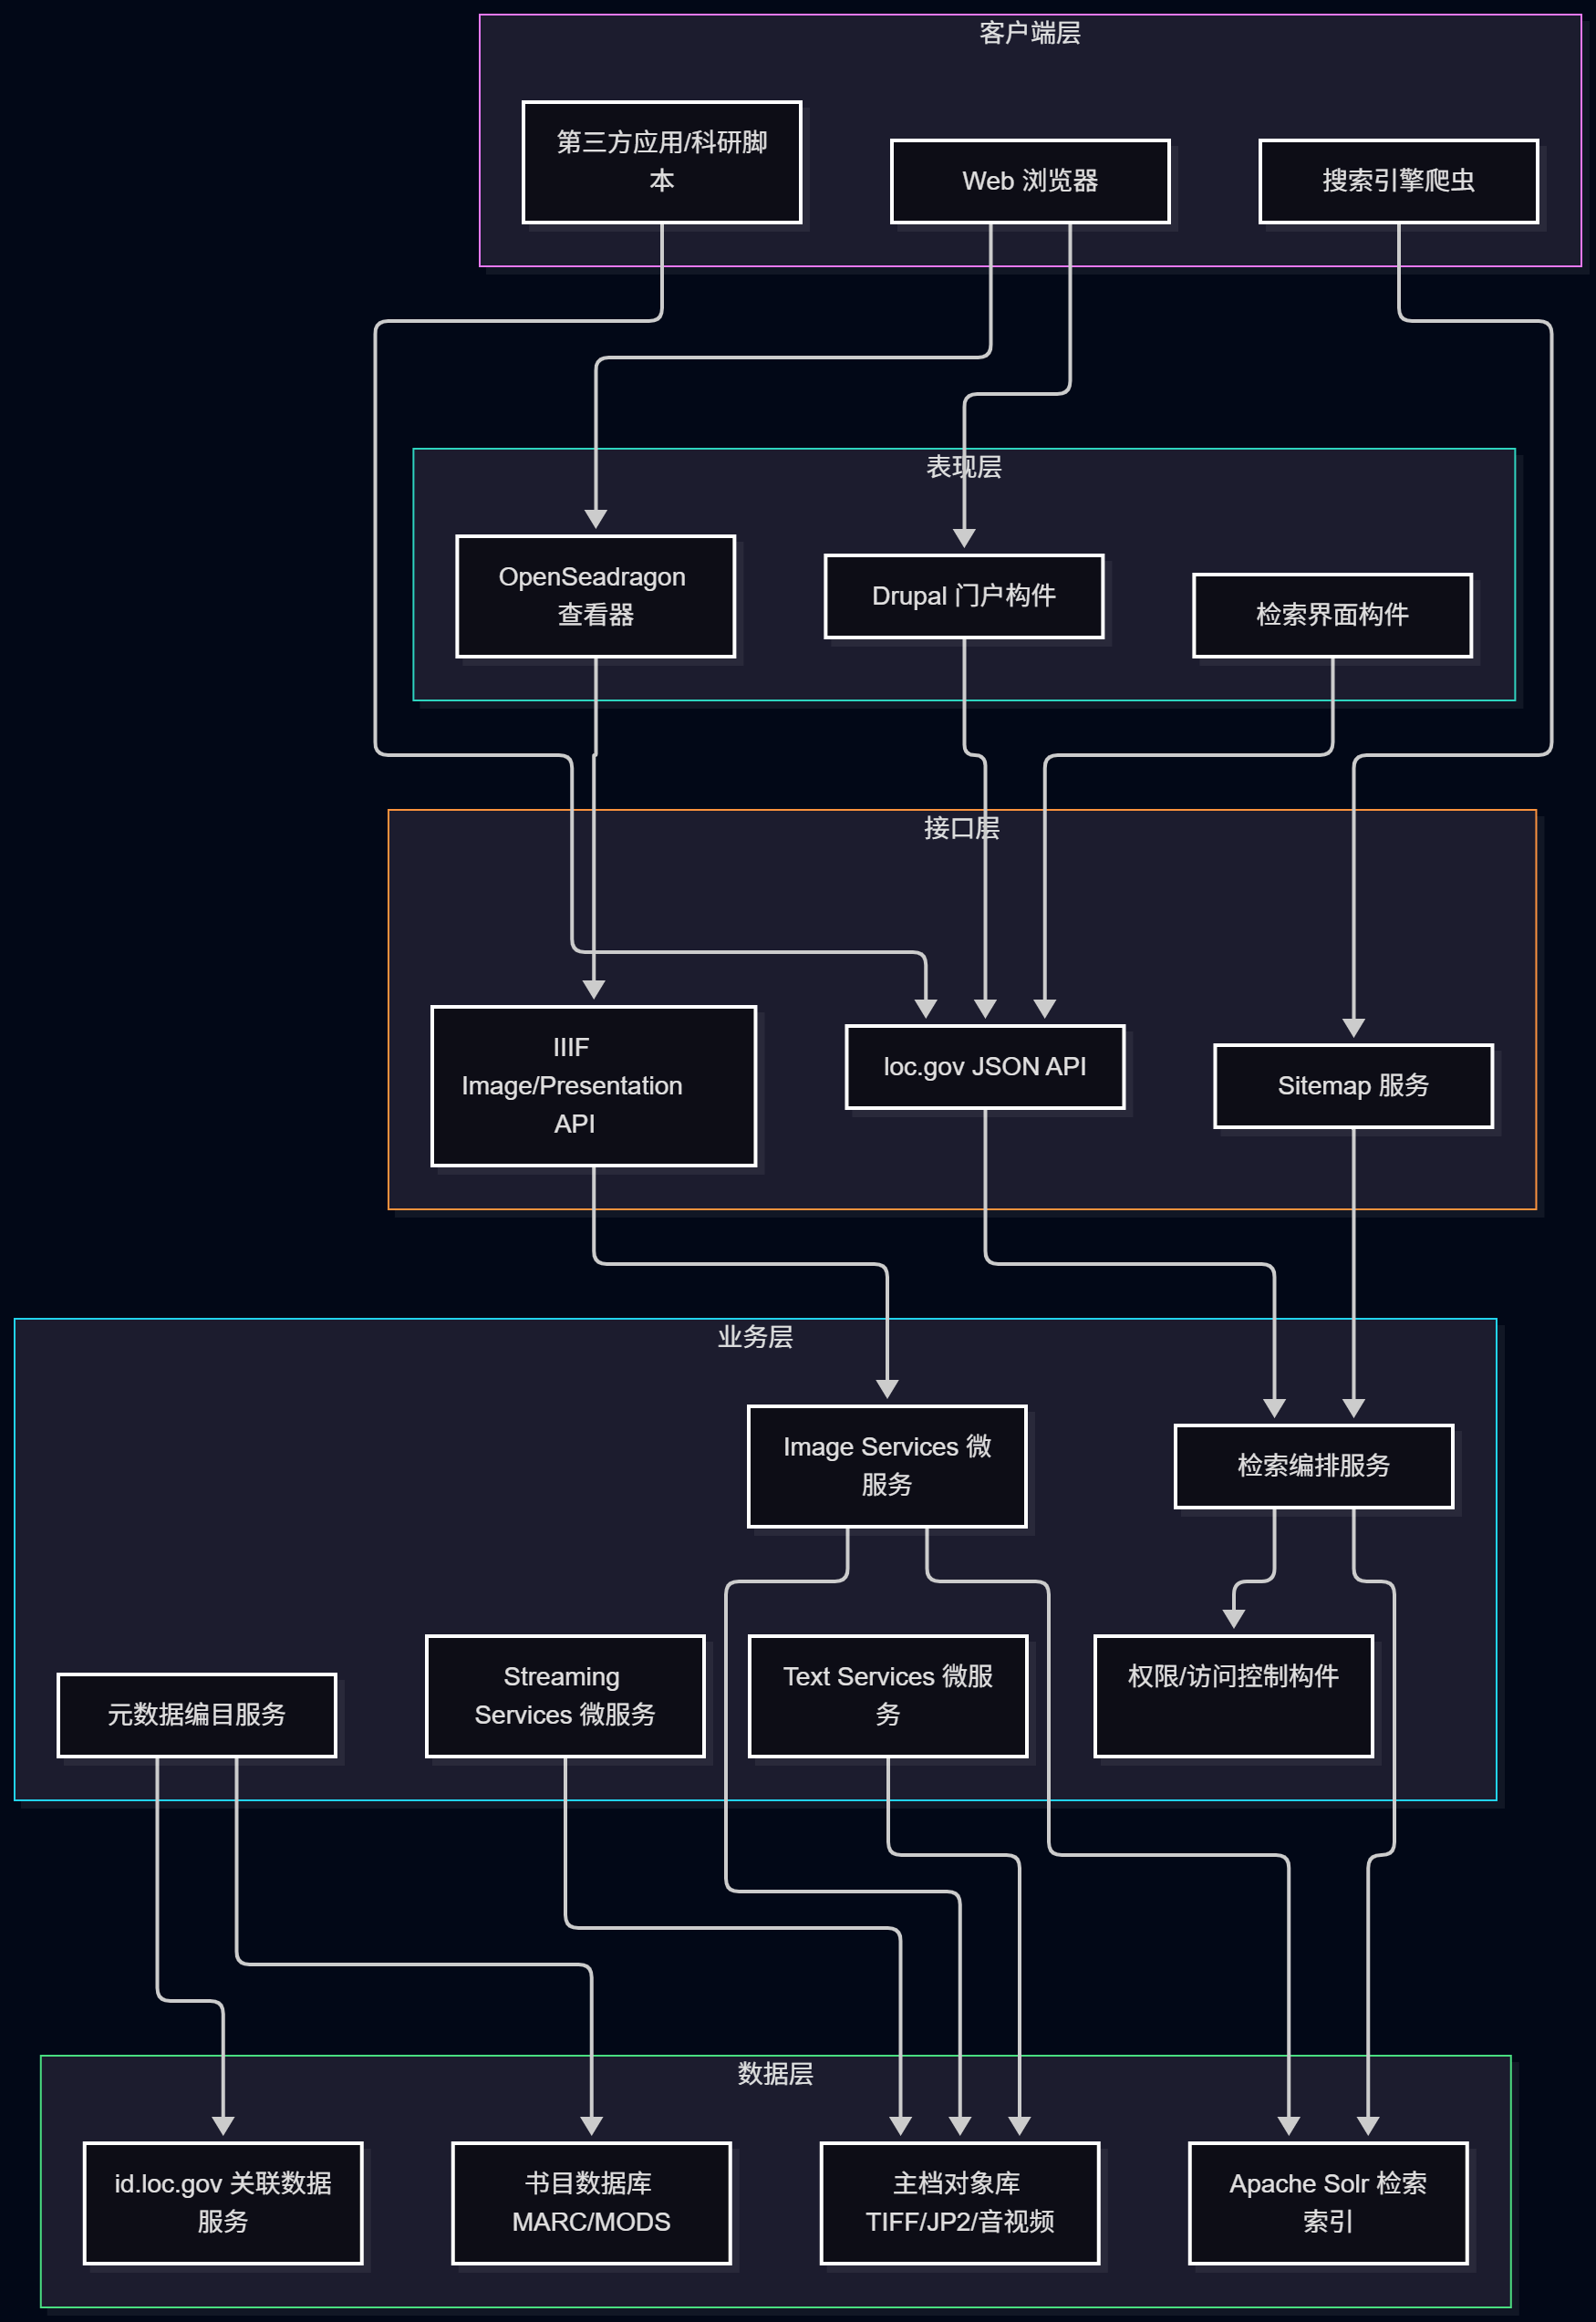 客户端层
第三方应用/科研脚
本
Web 浏览器
搜索引擎爬虫
表现层
OpenSeadragon
查看器
Drupal 门户构件
检索界面构件
接口层
IIIF
Image/Presentation
API
loc.gov JSON API
Sitemap 服务
业务层
Image Services 微
服务
检索编排服务
元数据编目服务
Streaming
Services 微服务
Text Services 微服
务
权限/访问控制构件
数据层
id.loc.gov 关联数据
服务
书目数据库
MARC/MODS
主档对象库
TIFF/JP2/音视频
Apache Solr 检索
索引